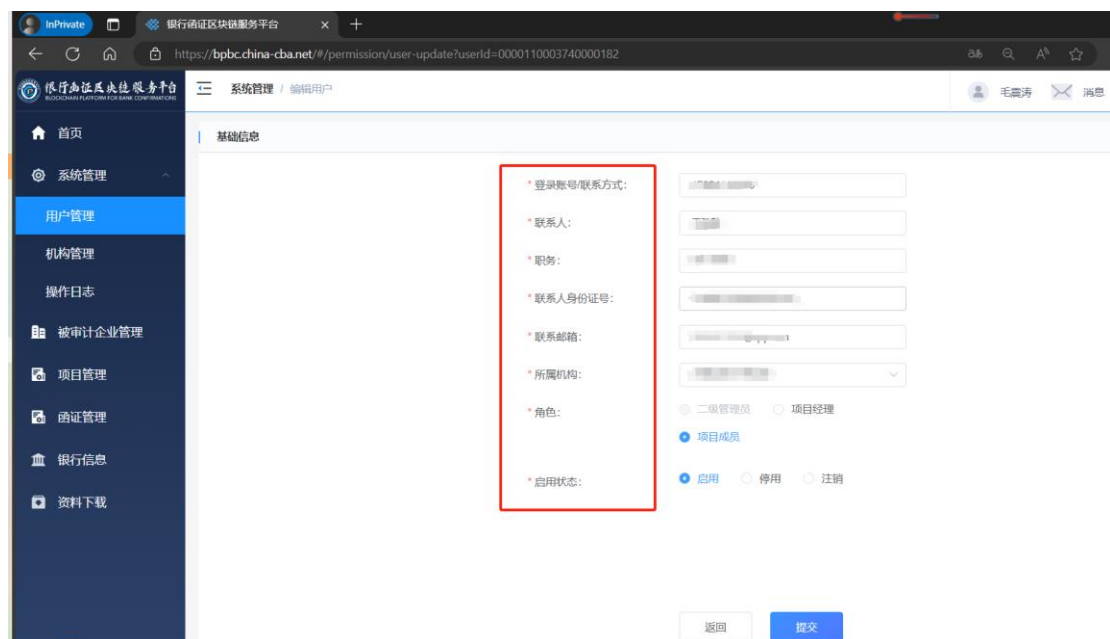 InPrivate
银行函证区块链服务平台
https://bpbc.china-cba.net/#/permission/user-update?userId=0000110003740000182
银行函证区块链服务平台
BLOCKCHAIN PLATFORM FOR BANK CONFIRMATIONS
系统管理 / 编辑用户
毛震涛
消息
首页
基础信息
系统管理
用户管理
机构管理
操作日志
被审计企业管理
项目管理
函证管理
银行信息
资料下载
*登录账号/联系方式:
*联系人:
*职务:
*联系人身份证号:
*联系邮箱:
*所属机构:
*角色:
二级管理员
项目经理
项目成员
*启用状态:
启用
停用
注销
返回
提交